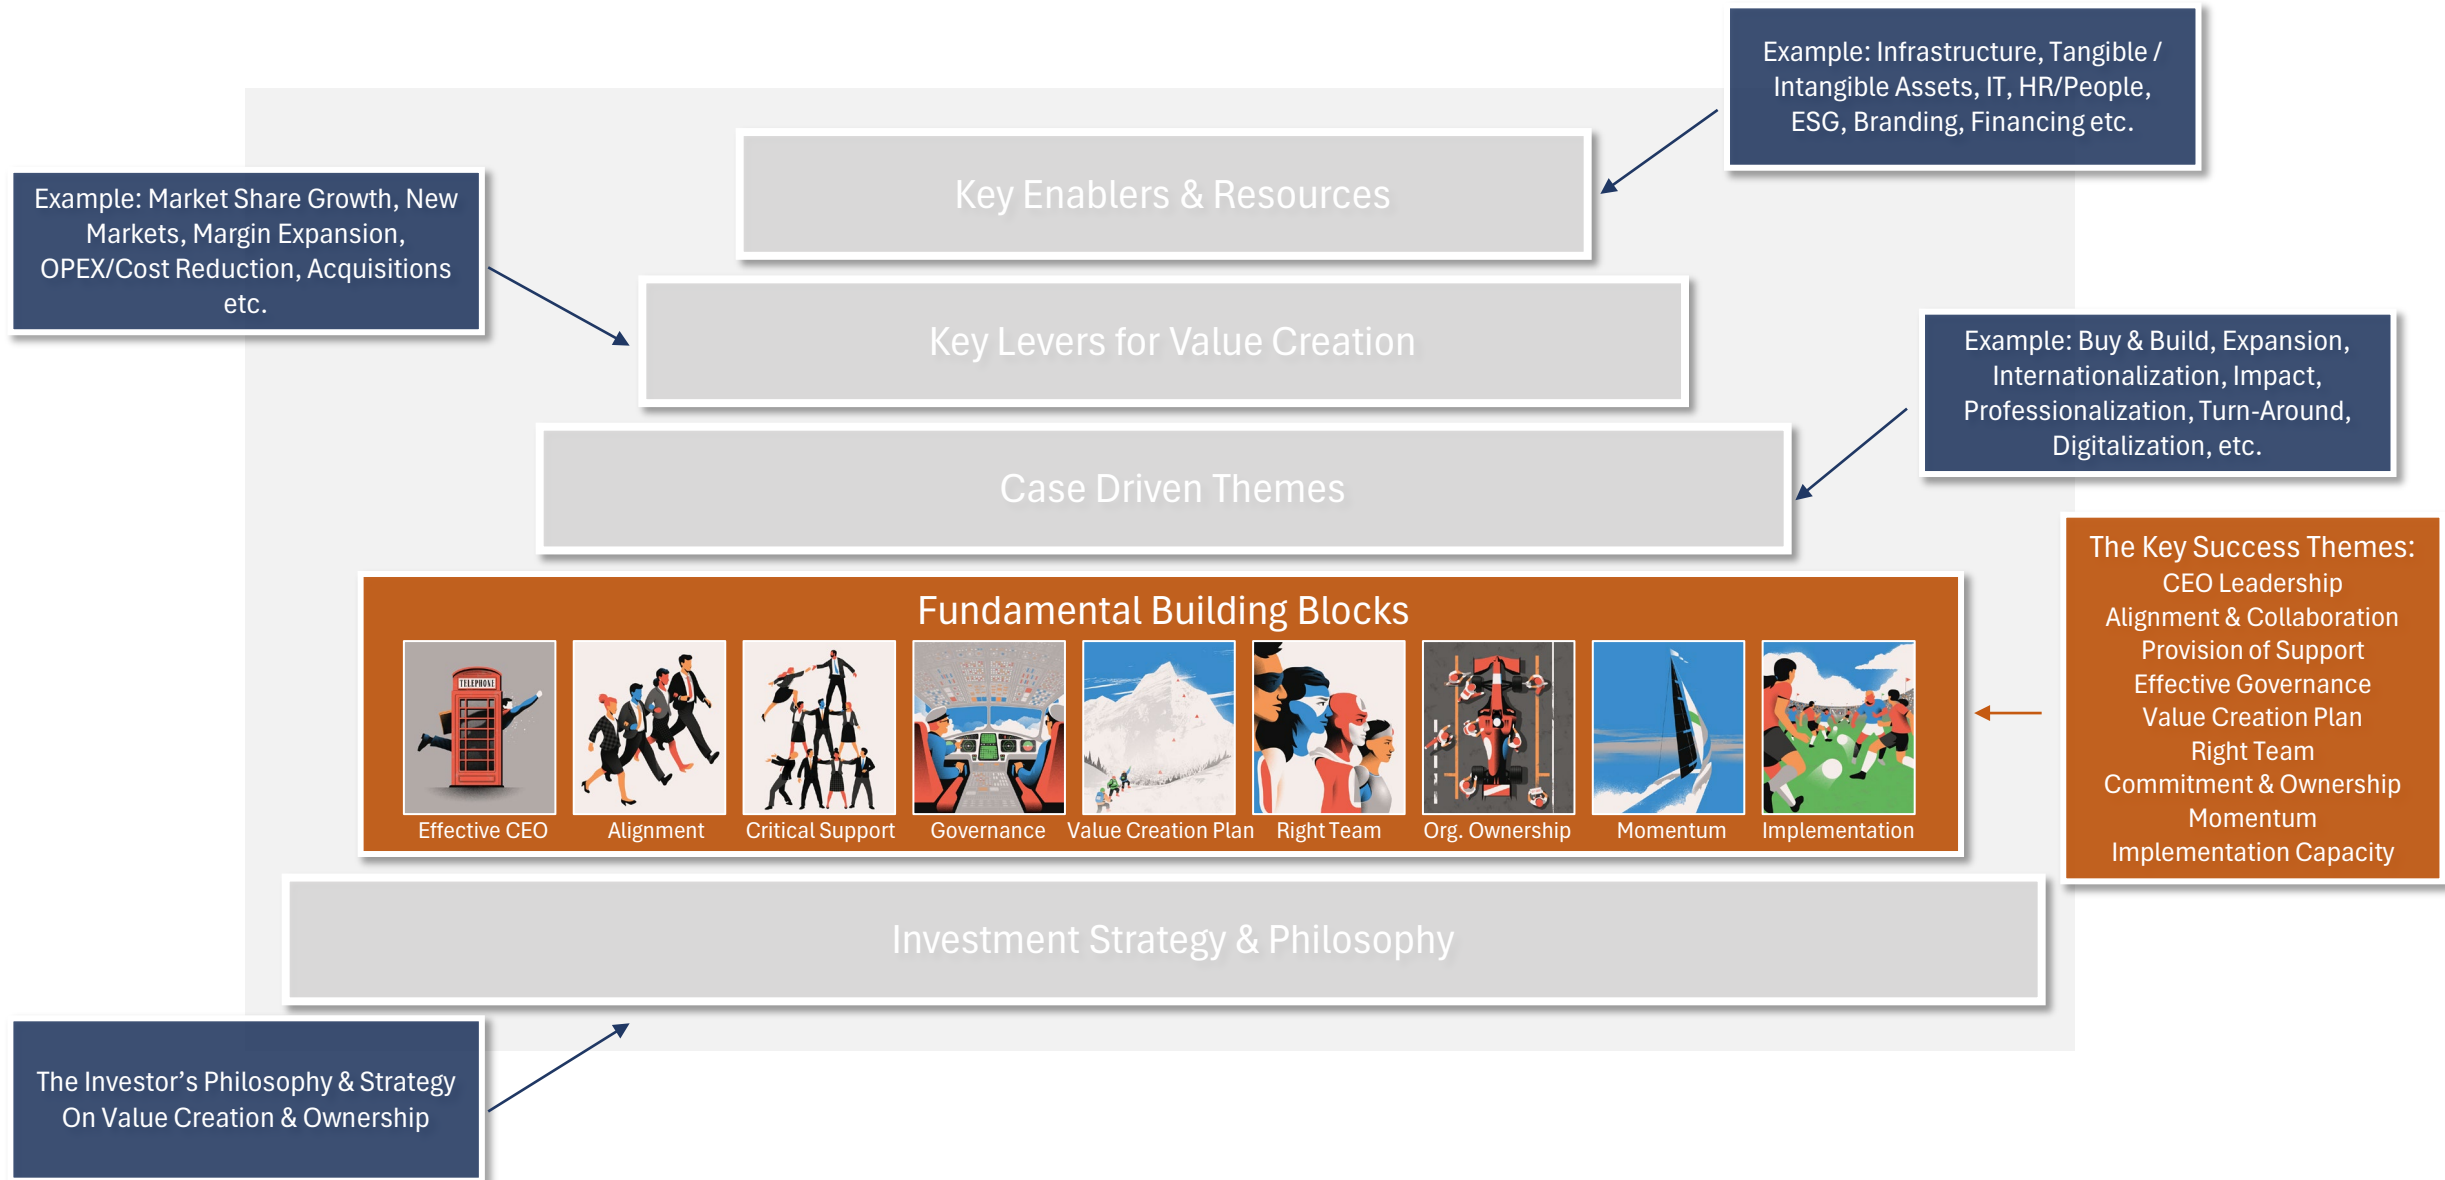 Example: Infrastructure, Tangible /
Intangible Assets, IT, HR/People,
ESG, Branding, Financing etc.
Key Enablers & Resources
Example: Market Share Growth, New
Markets, Margin Expansion,
OPEX/Cost Reduction, Acquisitions
etc.
Key Levers for Value Creation
Example: Buy & Build, Expansion,
Internationalization, Impact,
Professionalization, Turn-Around,
Digitalization, etc.
Case Driven Themes
The Key Success Themes:
CEO Leadership
Alignment & Collaboration
Provision of Support
Effective Governance
Value Creation Plan
Right Team
Commitment & Ownership
Momentum
Implementation Capacity
Fundamental Building Blocks
TELEPHONE
Effective CEO
Alignment
Critical Support
Governance
Value Creation Plan
Right Team
Org. Ownership
Momentum
Implementation
Investment Strategy & Philosophy
The Investor’s Philosophy & Strategy
On Value Creation & Ownership